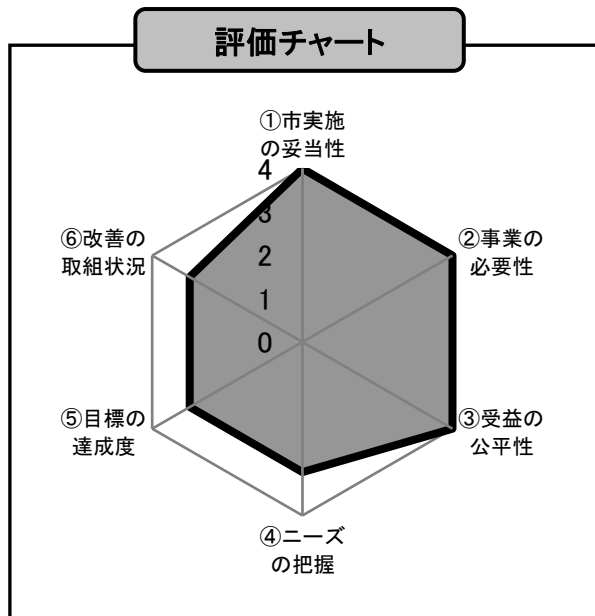 評価チャート
①市実施
の妥当性
4
3
2
1
0
②事業の
必要性
③受益の
公平性
④ニーズ
の把握
⑤目標の
達成度
⑥改善の
取組状況